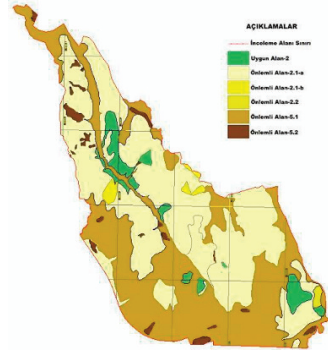 AÇIKLAMALAR
İnceleme Alanı Sınırı
Uygun Alan-2
Önlemli Alan-2.1-a
Önlemli Alan-2.1-b
Önlemli Alan-2.2
Önlemli Alan-5.1
Önlemli Alan-5.2